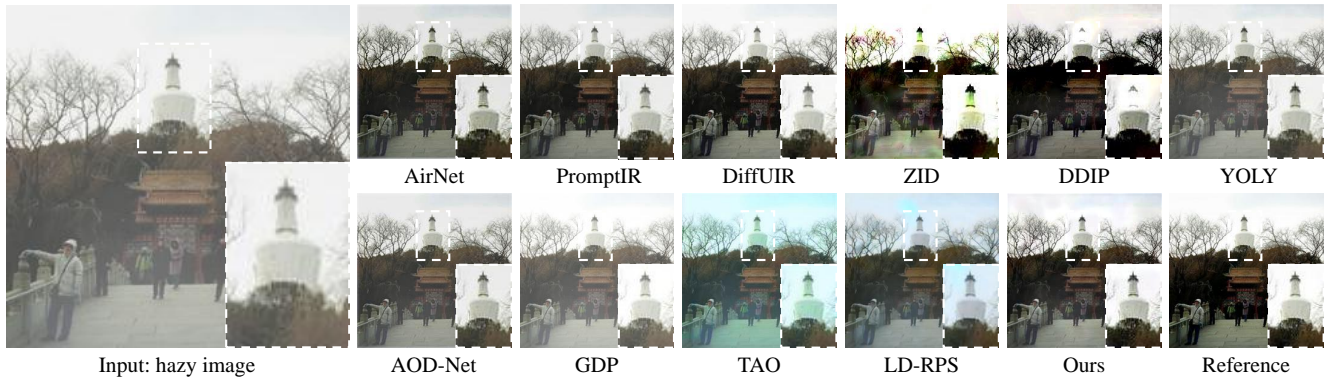 AirNet PromptIR DiffUIR ZID DDIP YOLY
Input: hazy image AOD-Net GDP TAO LD-RPS Ours Reference